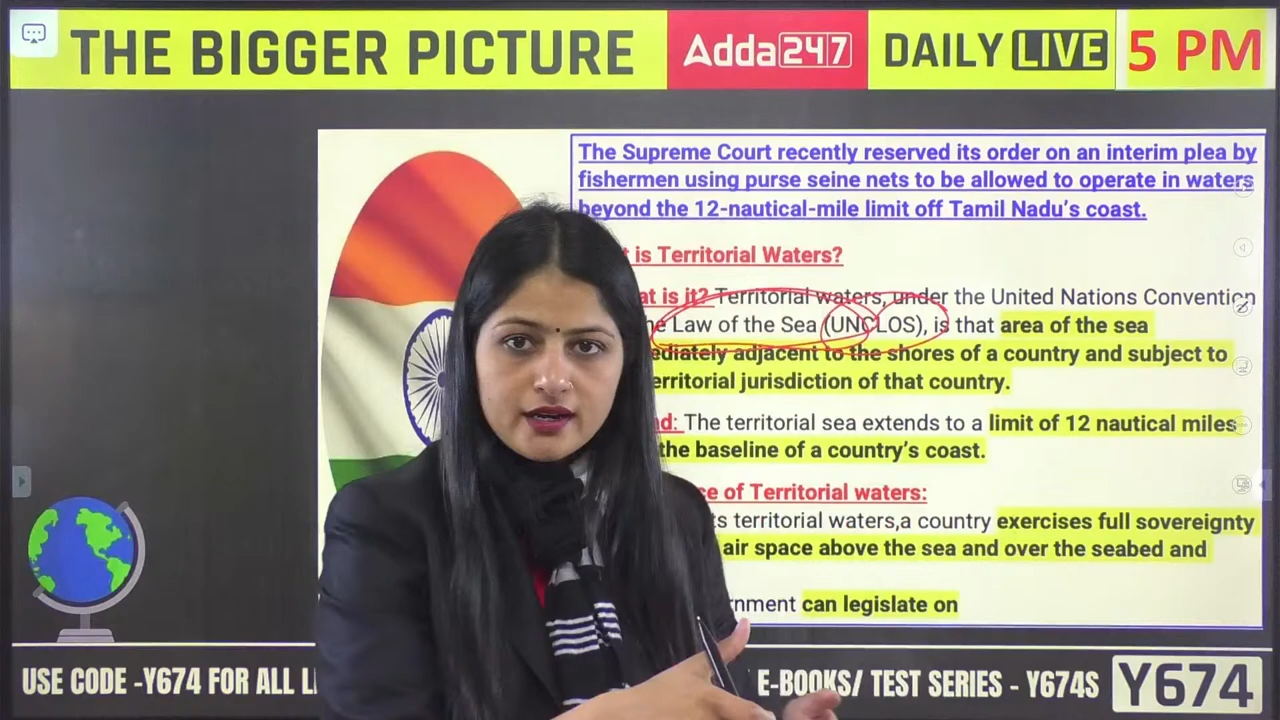 THE BIGGER PICTURE
Adda247
DAILY LIVE 5 PM
The Supreme Court recently reserved its order on an interim plea by
fishermen using purse seine nets to be allowed to operate in waters
beyond the 12-nautical-mile limit off Tamil Nadu's coast.
is Territorial Waters?
is it? Territorial waters, under the United Nations Convention
Law of the Sea (UNCLOS), is that area of the sea
adjacent to the shores of a country and subject to
jurisdiction of that country.
The territorial sea extends to a limit of 12 nautical miles
the baseline of a country's coast.
of Territorial waters:
territorial waters,a country exercises full sovereignty
air space above the sea and over the seabed and
can legislate on
USE CODE -Y674 FOR ALL
E-BOOKS/ TEST SERIES - Y674S
Y674